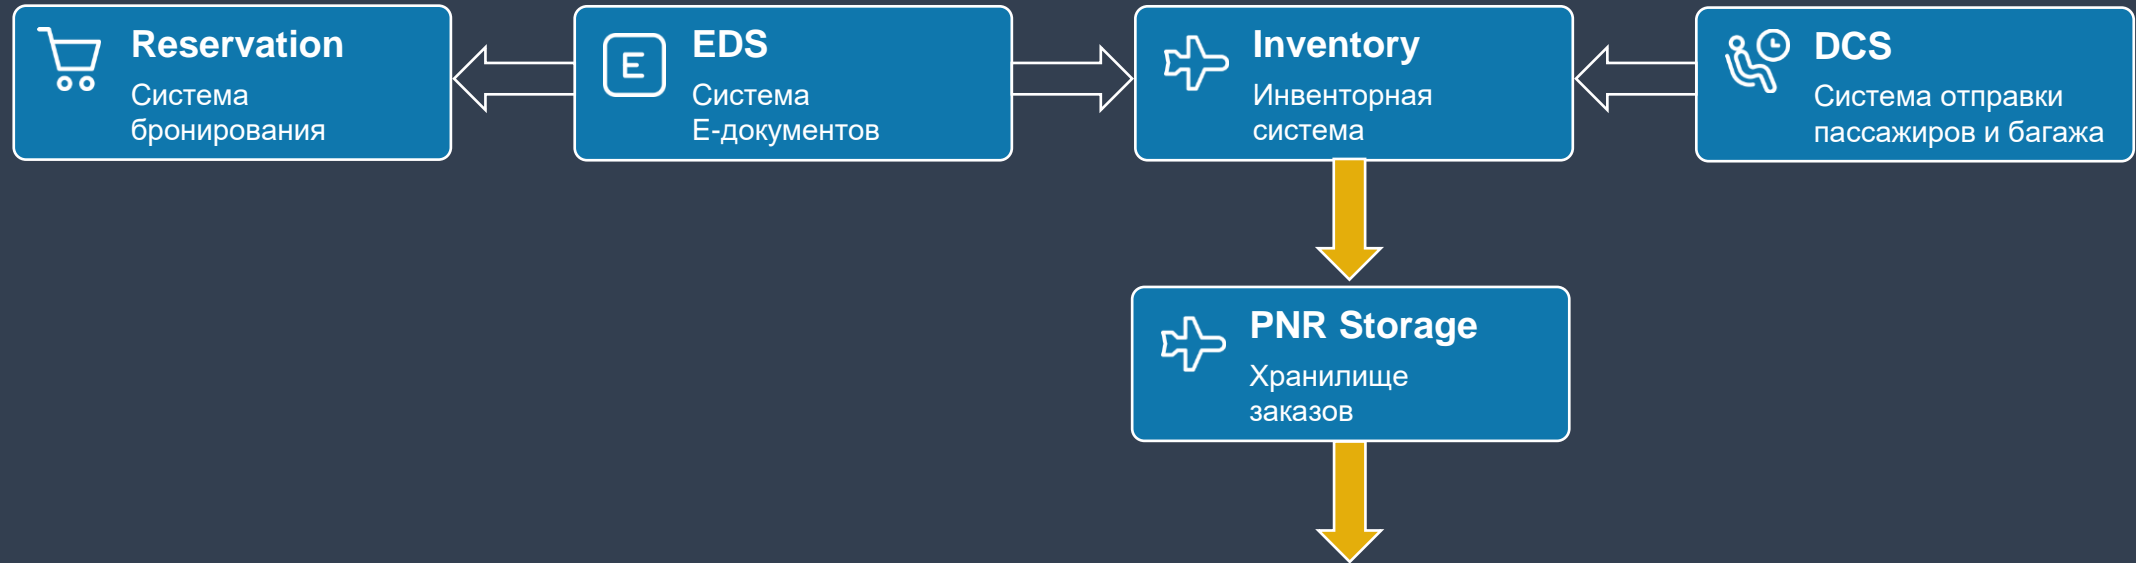 Reservation
Система
бронирования
E
EDS
Система
Е-документов
Inventory
Инвенторная
система
DCS
Система отправки
пассажиров и багажа
PNR Storage
Хранилище
заказов